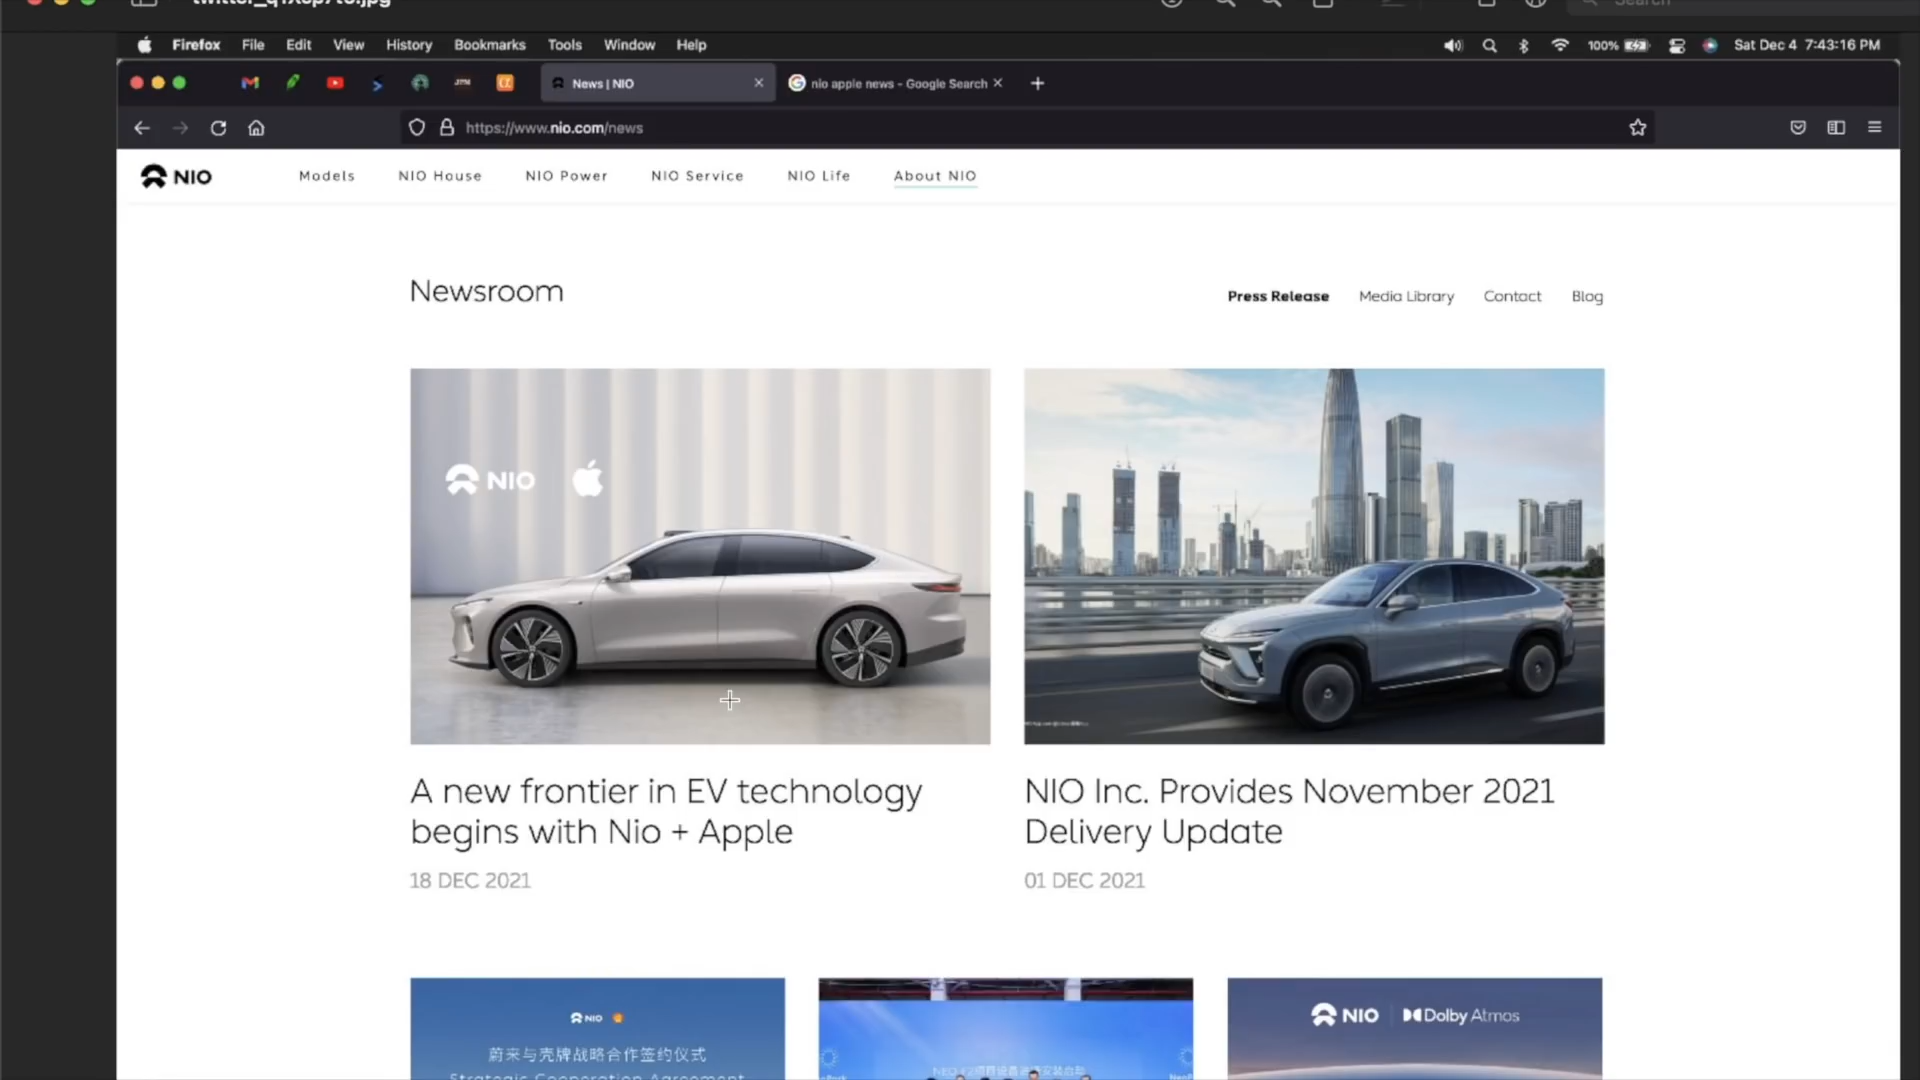 Search
Firefox File Edit View History Bookmarks Tools Window Help 100% Sat Dec 4 7:43:16 PM
News | NIO nio apple news - Google Search
https://www.nio.com/news
NIO Models NIO House NIO Power NIO Service NIO Life About NIO
Newsroom
Press Release Media Library Contact Blog
NIO
A new frontier in EV technology
begins with Nio + Apple
18 DEC 2021
NIO Inc. Provides November 2021
Delivery Update
01 DEC 2021
NIO
蔚来与壳牌战略合作签约仪式
Strategic Cooperation Agreement
NIO Dolby Atmos